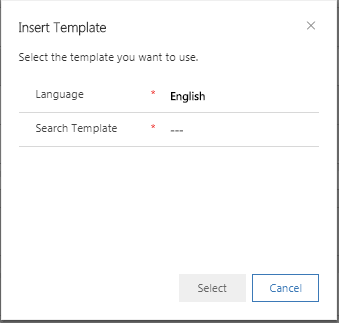 Insert Template
Select the template you want to use.
Language * English
Search Template * ---
Select Cancel